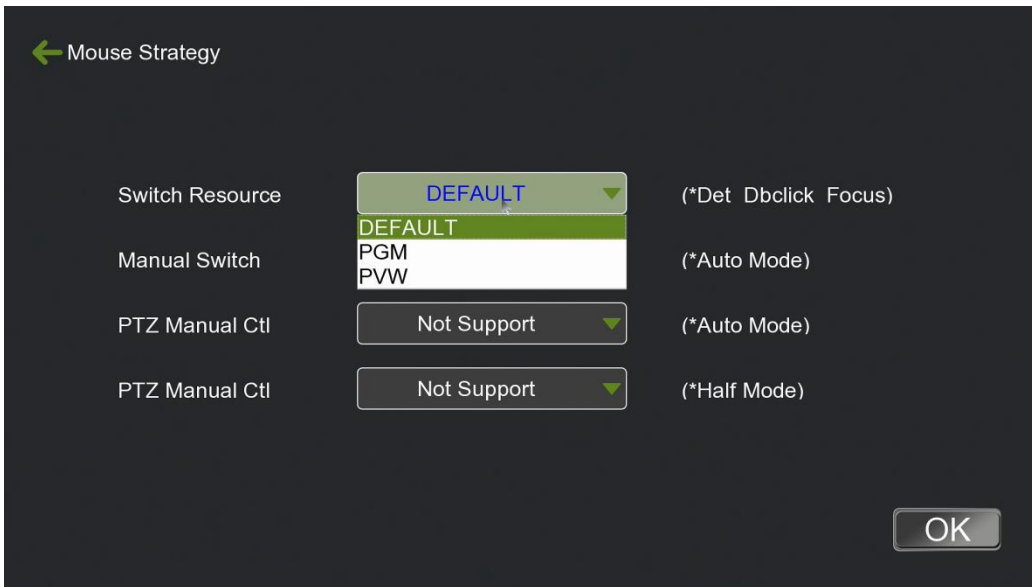 Mouse Strategy
Switch Resource DEFAULT (*Det Dbclick Focus)
DEFAULT
Manual Switch PGM (*Auto Mode)
PVW
PTZ Manual Ctl Not Support (*Auto Mode)
PTZ Manual Ctl Not Support (*Half Mode)
OK